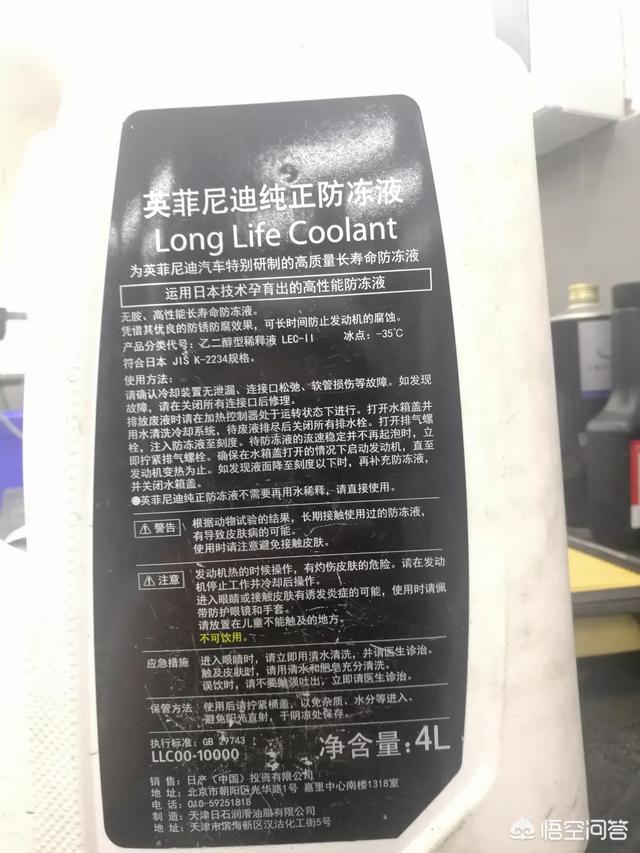 英菲尼迪纯正防冻液
Long Life Coolant
为英菲尼迪汽车特别研制的高质量长寿命防冻液
运用日本技术孕育出的高性能防冻液
无胺、高性能长寿命防冻液。
凭借其优良的防锈防腐效果，可长时间防止发动机的腐蚀。
产品分类代号：乙二醇型稀释液 LEC-II 冰点：-35℃
符合日本 JIS K-2234规格。
使用方法：
请确认冷却装置无泄漏、连接口松弛、软管损伤等故障。如发现
故障，请在关闭所有连接口后修理。
排放废液时请在加热控制器处于运转状态下进行。打开水箱盖并
用水清洗冷却系统，待废液排尽后关闭所有排水栓。打开排气螺
栓，注入防冻液至刻度。待防冻液的流速稳定并不再起泡时，立
即拧紧排气螺栓。确保在水箱盖打开的情况下启动发动机，直至
发动机变热为止。如发现液面降至刻度以下时，再补充防冻液，
并关闭水箱盖。
●英菲尼迪纯正防冻液不需要再用水稀释，请直接使用。
⚠警告 根据动物试验的结果，长期接触使用过的防冻液，
有导致皮肤病的可能。
使用时请注意避免接触皮肤。
⚠注意 发动机热的时候操作，有灼伤皮肤的危险。请在发动
机停止工作并冷却后操作。
进入眼睛或接触皮肤有诱发炎症的可能，使用时请佩
带防护眼镜和手套。
请放置在儿童不能触及的地方。
不可饮用。
应急措施 进入眼睛时，请立即用清水清洗，并请医生诊治。
触及皮肤时，请用清水和肥皂充分清洗。
误饮时，请不要勉强吐出，立即请医生诊治。
保管方法 使用后请拧紧桶盖，以免杂质、水分等进入。
避免阳光直射，于阴凉处保存。
执行标准：GB 29743
LLC00-10000 净含量：4L
销 售：日产（中国）投资有限公司
地 址：北京市朝阳区光华路1号 嘉里中心南楼1318室
电 话：010-59251818
制 造：天津日石润滑油脂有限公司
地 址：天津市滨海新区汉沽化工街5号
悟空问答